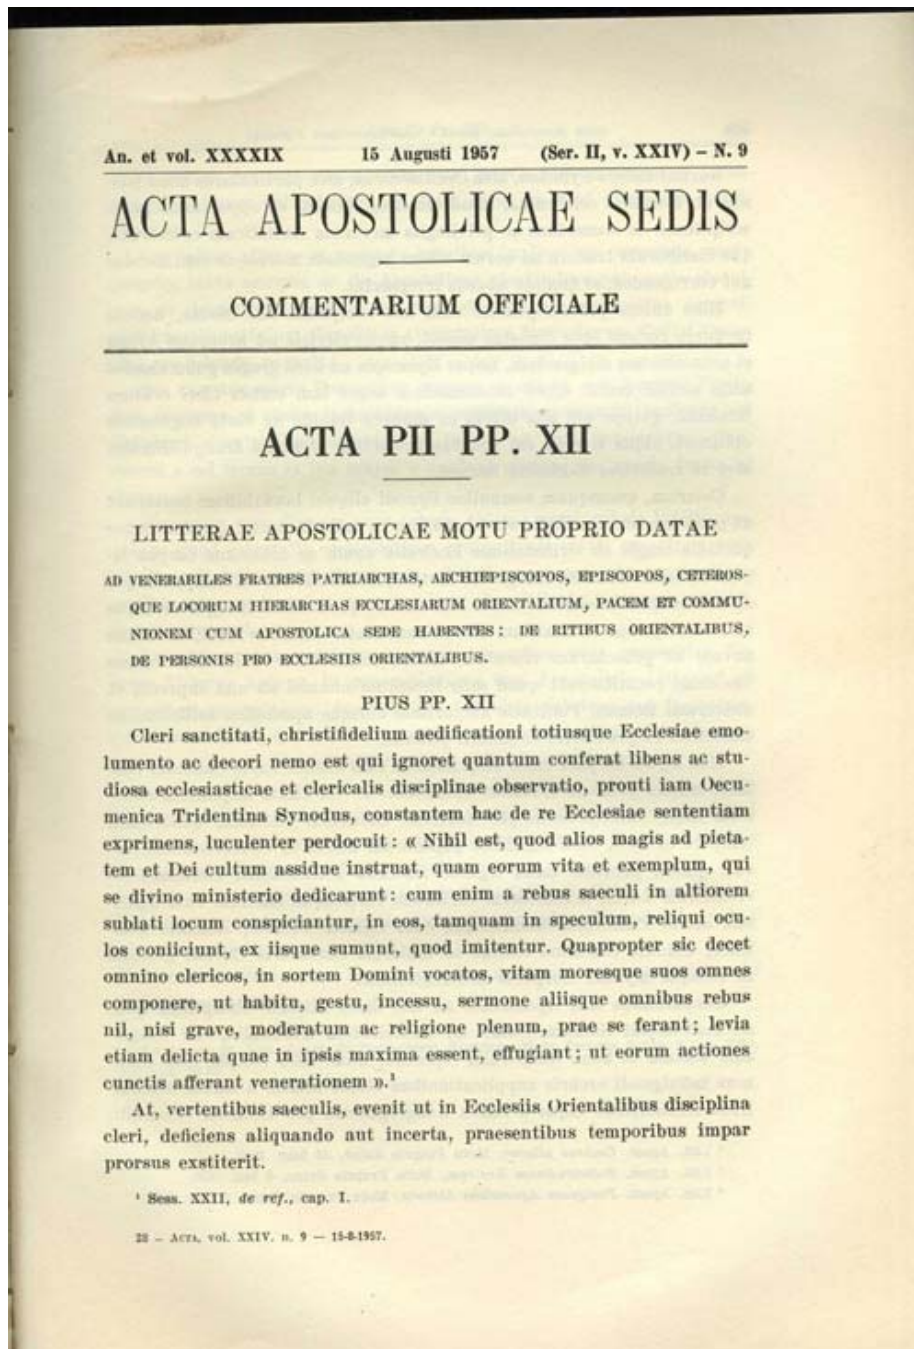 An. et vol. XXXXIX 15 Augusti 1957 (Ser. II, v. XXIV) – N. 9
ACTA APOSTOLICAE SEDIS
COMMENTARIUM OFFICIALE
ACTA PII PP. XII
LITTERAE APOSTOLICAE MOTU PROPRIO DATAE
AD VENERABILES FRATRES PATRIARCHAS, ARCHIEPISCOPOS, EPISCOPOS, CETEROS-
QUE LOCORUM HIERARCHAS ECCLESIARUM ORIENTALIUM, PACEM ET COMMU-
NIONEM CUM APOSTOLICA SEDE HABENTES: DE RITIBUS ORIENTALIBUS,
DE PERSONIS PRO ECCLESIIS ORIENTALIBUS.
PIUS PP. XII
Cleri sanctitati, christifidelium aedificationi totiusque Ecclesiae emo-
lumento ac decori nemo est qui ignoret quantum conferat libens ac stu-
diosa ecclesiasticae et clericalis disciplinae observatio, prouti iam Oecu-
menica Tridentina Synodus, constantem hac de re Ecclesiae sententiam
exprimens, luculenter perdocuit: « Nihil est, quod alios magis ad pieta-
tem et Dei cultum assidue instruat, quam eorum vita et exemplum, qui
se divino ministerio dedicarunt: cum enim a rebus saeculi in altiorem
sublati locum conspiciantur, in eos, tamquam in speculum, reliqui ocu-
los coniiciunt, ex iisque sumunt, quod imitentur. Quapropter sic decet
omnino clericos, in sortem Domini vocatos, vitam moresque suos omnes
componere, ut habitu, gestu, incessu, sermone aliisque omnibus rebus
nil, nisi grave, moderatum ac religione plenum, prae se ferant; levia
etiam delicta quae in ipsis maxima essent, effugiant; ut eorum actiones
cunctis afferant venerationem ».¹
At, vertentibus saeculis, evenit ut in Ecclesiis Orientalibus disciplina
cleri, deficiens aliquando aut incerta, praesentibus temporibus impar
prorsus exstiterit.
¹ Sess. XXII, de ref., cap. I.
28 – ACTA, vol. XXIV. n. 9 — 15-8-1957.